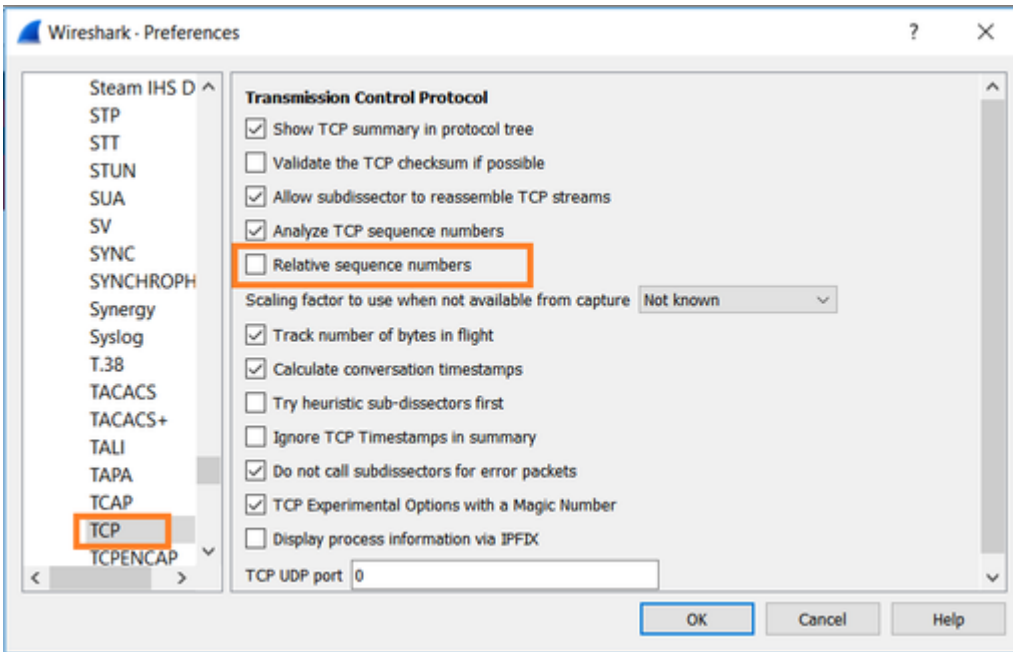 Wireshark - Preferences
?
Steam IHS D
STP
STT
STUN
SUA
SV
SYNC
SYNCHROPH
Synergy
Syslog
T.38
TACACS
TACACS+
TALI
TAPA
TCAP
TCP
TCPENCAP
Transmission Control Protocol
Show TCP summary in protocol tree
Validate the TCP checksum if possible
Allow subdissector to reassemble TCP streams
Analyze TCP sequence numbers
Relative sequence numbers
Scaling factor to use when not available from capture Not known
Track number of bytes in flight
Calculate conversation timestamps
Try heuristic sub-dissectors first
Ignore TCP Timestamps in summary
Do not call subdissectors for error packets
TCP Experimental Options with a Magic Number
Display process information via IPFIX
TCP UDP port 0
OK Cancel Help